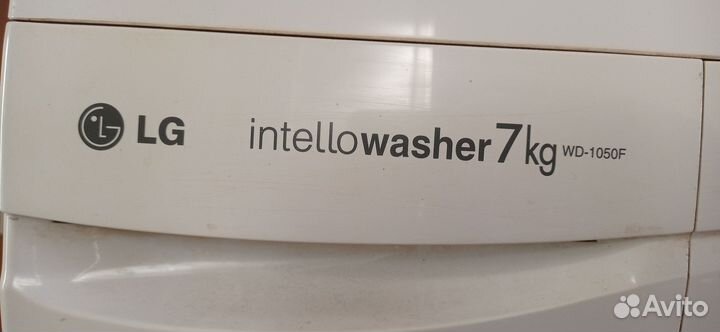 LG intellowasher 7kg WD-1050F
Avito